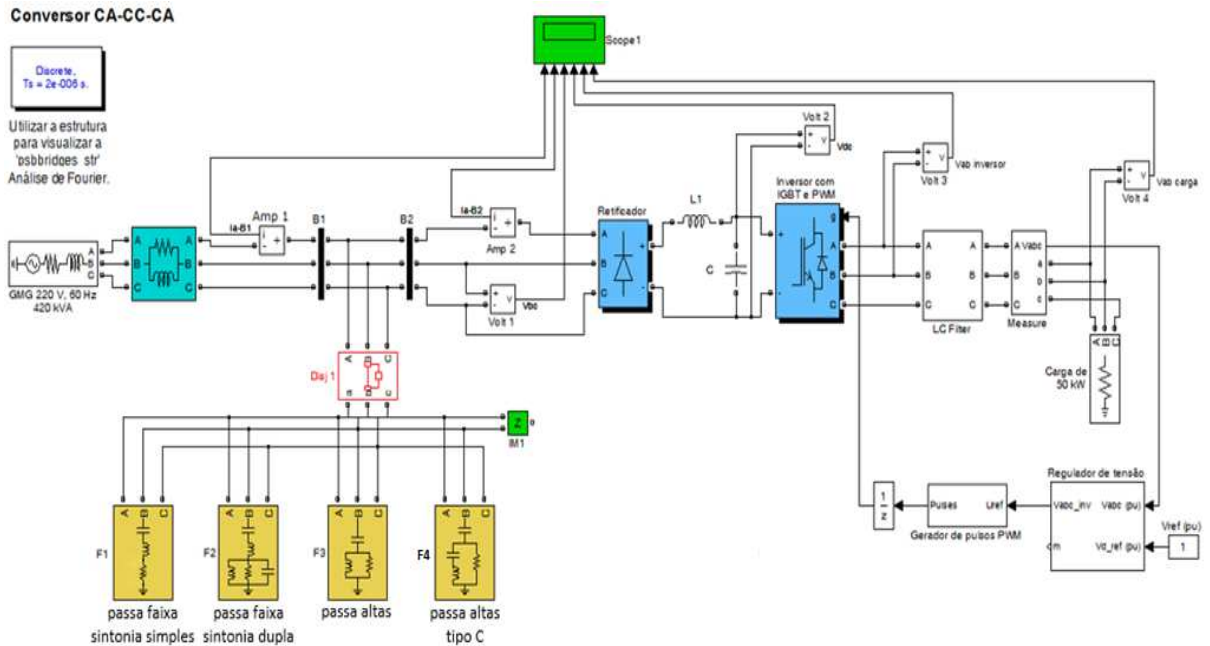 Conversor CA-CC-CA
Discrete,
Ts = 2e-006 s.
Utilizar a estrutura
para visualizar a
'psbbridges_str'
Análise de Fourier.
Scope1
Volt 2
Vdc
Volt 3
Vab inversor
Volt 4
Vab carga
Ia-B1
Amp 1
B1
B2
Ia-B2
Amp 2
Volt 1
Vbc
Retificador
L1
C
Inversor com
IGBT e PWM
g
A
B
C
GMG 220 V, 60 Hz
420 kVA
A
B
C
A
B
C
A
B
C
A
B
C
+
-
+
-
A
B
C
A
B
C
LC Filter
A Vabc
B a
C b
c
Measure
A
B
C
Carga de
50 kW
Disj 1
A
B
C
a
b
c
Z
IM1
A
B
C
F1
passa faixa
sintonia simples
A
B
C
F2
passa faixa
sintonia dupla
A
B
C
F3
passa altas
A
B
C
F4
passa altas
tipo C
1
z
Pulses Uref
Gerador de pulsos PWM
Regulador de tensão
Vabc_inv Vabc (pu)
m Vd_ref (pu)
Vref (pu)
1